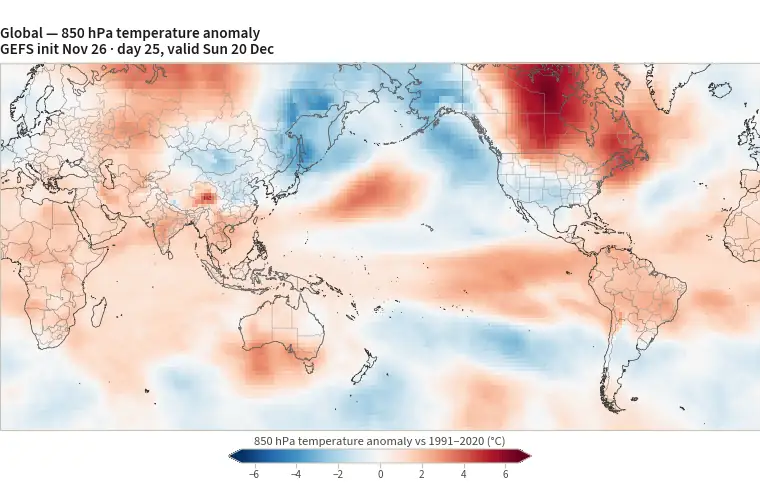 Global — 850 hPa temperature anomaly
GEFS init Nov 26 · day 25, valid Sun 20 Dec
850 hPa temperature anomaly vs 1991–2020 (°C)
−6 −4 −2 0 2 4 6